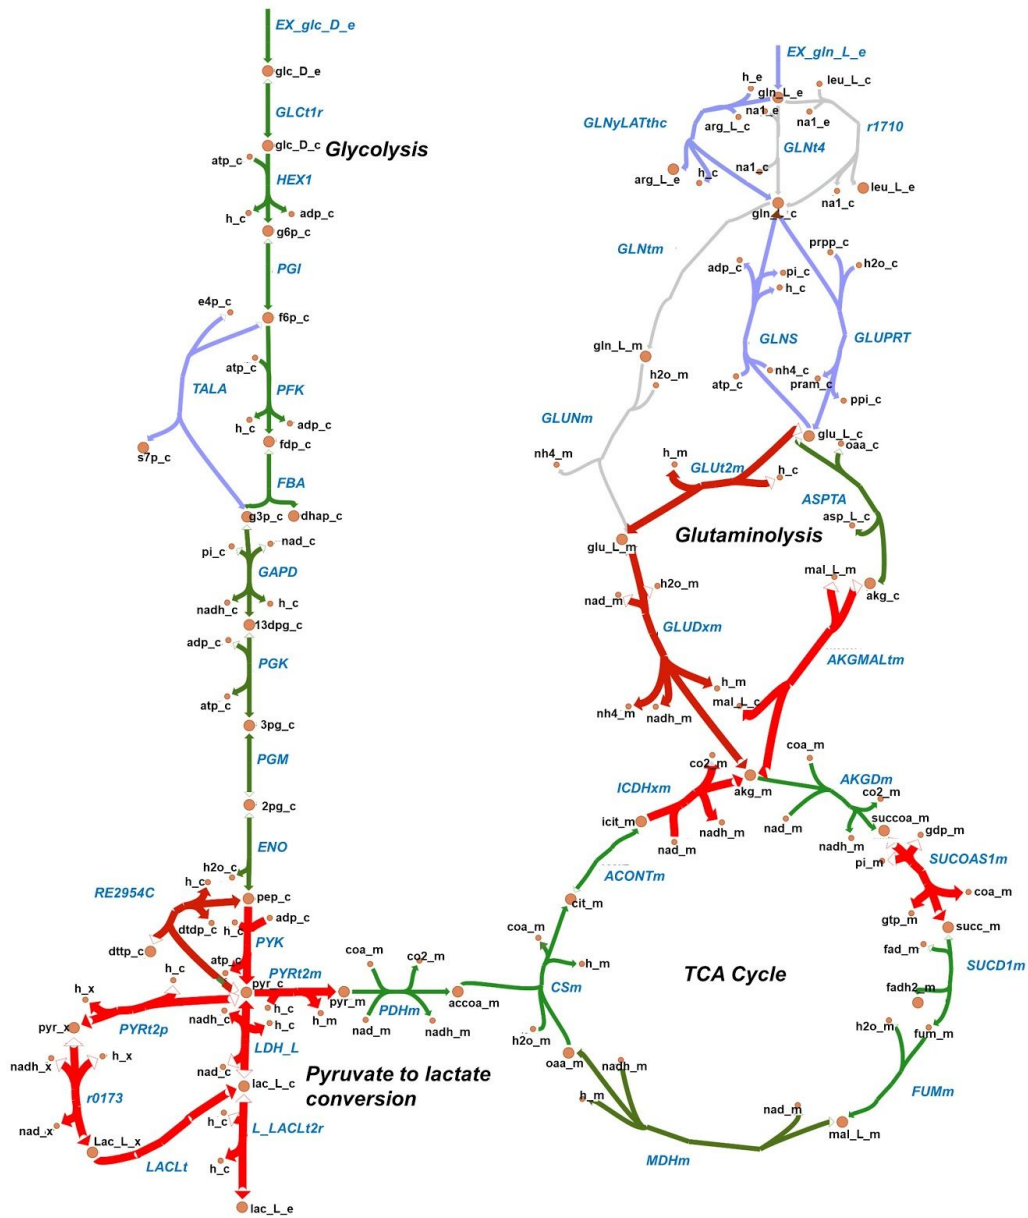 EX_glc_D_e
glc_D_e
GLCt1r
glc_D_c
Glycolysis
atp_c
HEX1
h_c
adp_c
g6p_c
PGI
e4p_c
f6p_c
TALA
atp_c
PFK
h_c
adp_c
s7p_c
fdp_c
FBA
g3p_c
dhap_c
pi_c
nad_c
GAPD
nadh_c
h_c
13dpg_c
adp_c
PGK
atp_c
3pg_c
PGM
2pg_c
ENO
h2o_c
h_c
RE2954C
pep_c
dtdp_c
h_c
adp_c
PYK
dttp_c
atp_c
h_c
pyr_c
PYRt2m
h_x
pyr_x
PYRt2p
nadh_c
h_c
h_c
h_m
pyr_m
LDH_L
nadh_x
h_x
nad_c
lac_L_c
r0173
nad_x
Lac_L_x
LACLt
h_c
L_LACLt2r
h_c
lac_L_e
Pyruvate to lactate
conversion
coa_m
co2_m
PDHm
nad_m
nadh_m
accoa_m
EX_gln_L_e
h_e
gln_L_e
leu_L_c
na1_e
na1_e
GLNyLATthc
arg_L_c
r1710
GLNt4
arg_L_e
h_c
na1_c
na1_c
leu_L_e
gln_L_c
GLNtm
prpp_c
h2o_c
adp_c
pi_c
h_c
GLNS
GLUPRT
gln_L_m
h2o_m
atp_c
nh4_c
pram_c
ppi_c
GLUNm
glu_L_c
oaa_c
nh4_m
h_m
GLUt2m
h_c
ASPTA
asp_L_c
Glutaminolysis
glu_L_m
mal_L_m
akg_c
h2o_m
nad_m
GLUDxm
AKGMALtm
h_m
nh4_m
nadh_m
mal_L_c
co2_m
coa_m
ICDHxm
akg_m
AKGDm
co2_m
icit_m
nadh_m
nad_m
nad_m
nadh_m
succoa_m
gdp_m
pi_m
SUCOAS1m
ACONTm
coa_m
cit_m
gtp_m
succ_m
coa_m
h_m
fad_m
SUCD1m
TCA Cycle
CSm
fadh2_m
h2o_m
h2o_m
fum_m
oaa_m
nadh_m
FUMm
h_m
nad_m
mal_L_m
MDHm